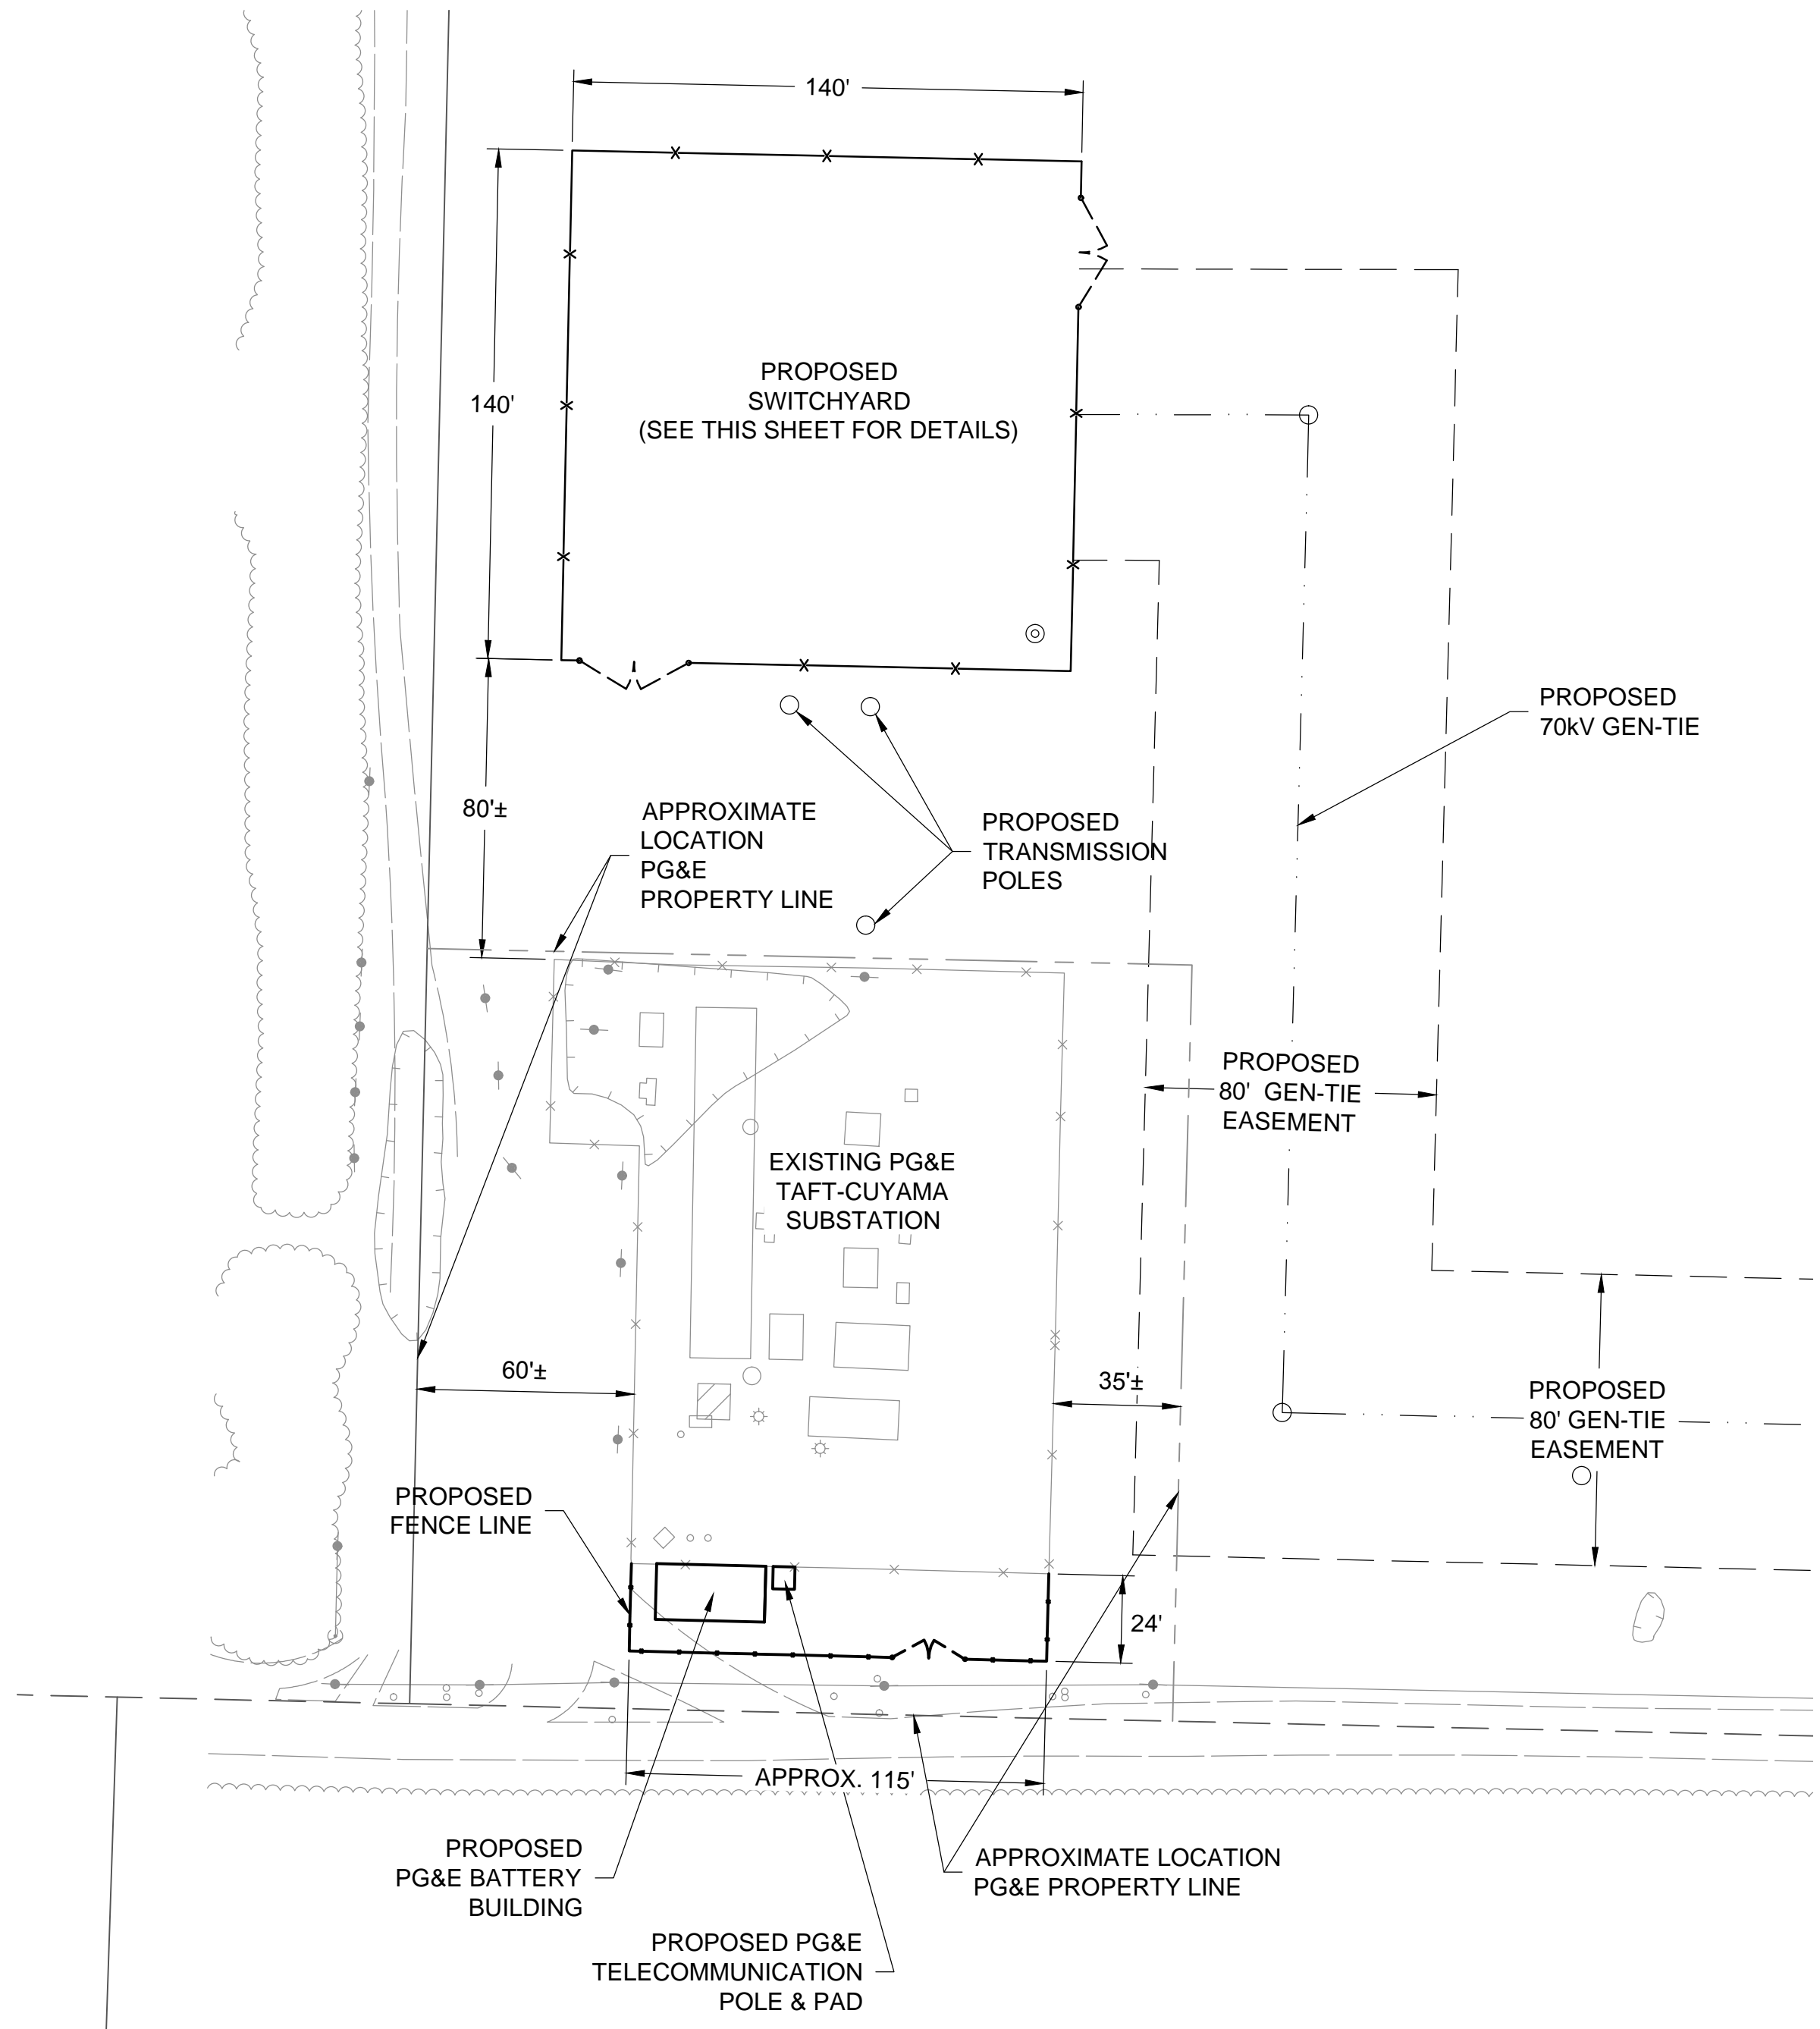 140'
PROPOSED
SWITCHYARD
(SEE THIS SHEET FOR DETAILS)
140'
PROPOSED
70kV GEN-TIE
80'±
APPROXIMATE
LOCATION
PG&E
PROPERTY LINE
PROPOSED
TRANSMISSION
POLES
PROPOSED
80' GEN-TIE
EASEMENT
EXISTING PG&E
TAFT-CUYAMA
SUBSTATION
60'±
35'±
PROPOSED
80' GEN-TIE
EASEMENT
PROPOSED
FENCE LINE
24'
APPROX. 115'
PROPOSED
PG&E BATTERY
BUILDING
APPROXIMATE LOCATION
PG&E PROPERTY LINE
PROPOSED PG&E
TELECOMMUNICATION
POLE & PAD